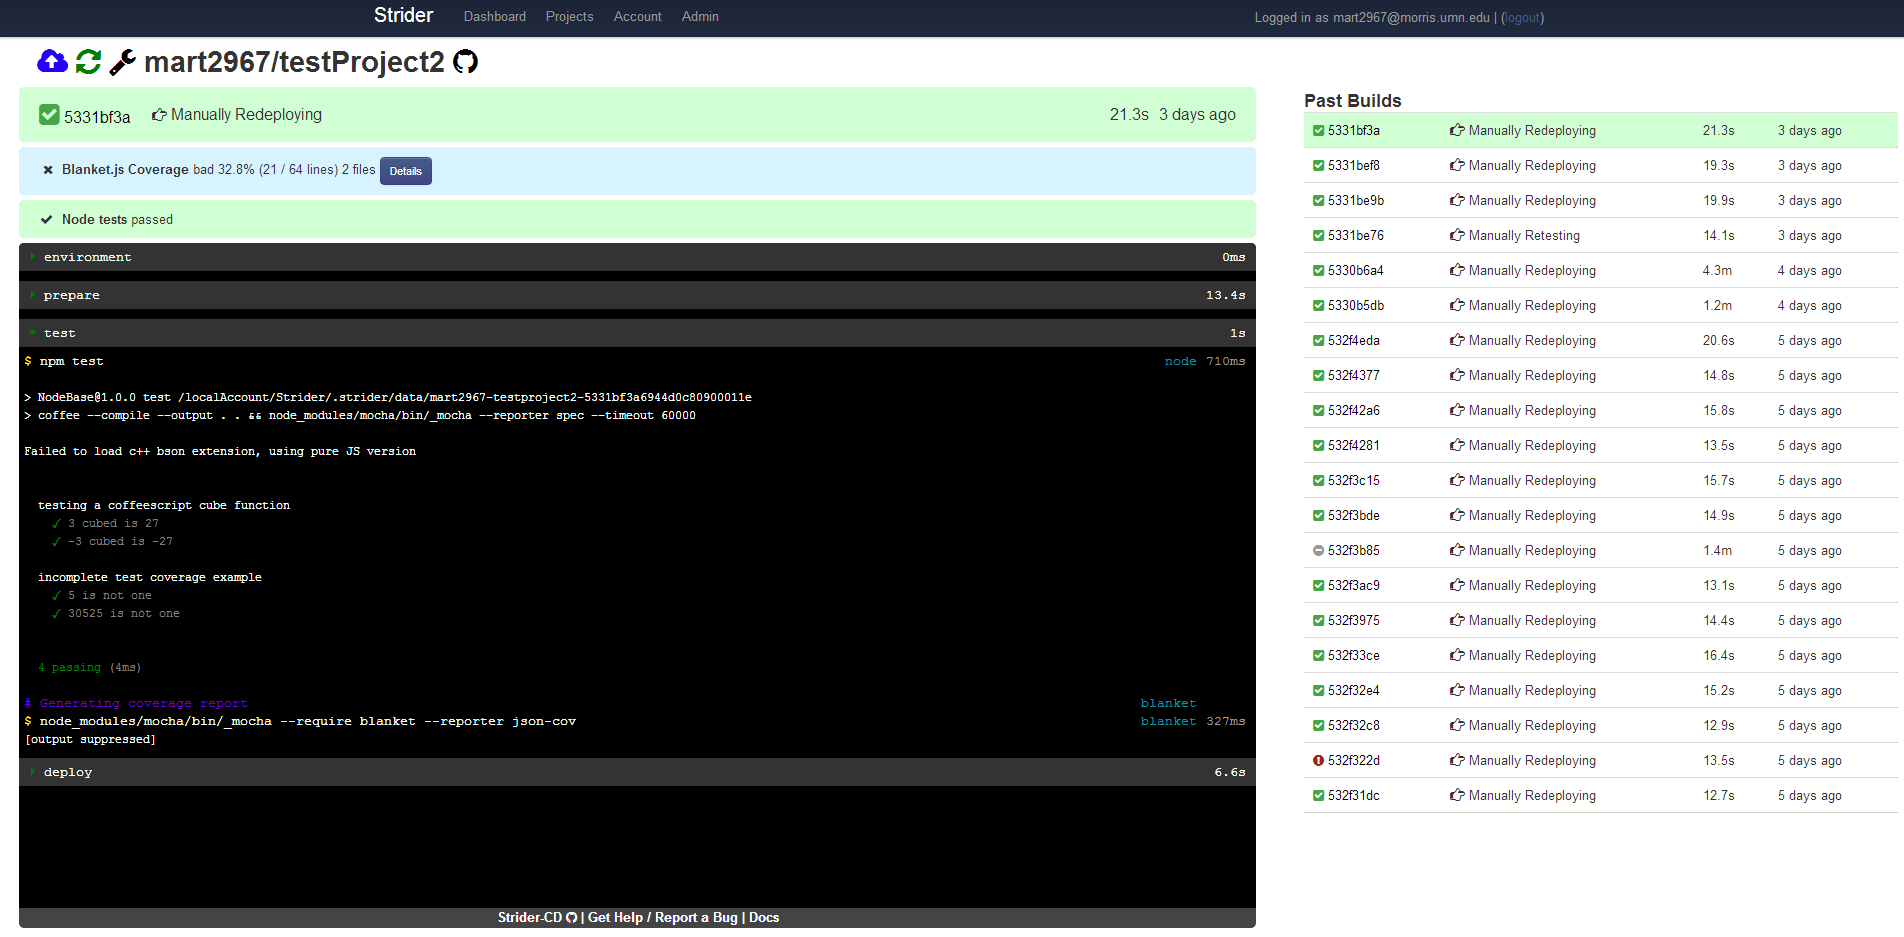 Strider Dashboard Projects Account Admin Logged in as mart2967@morris.umn.edu | (logout)
mart2967/testProject2
5331bf3a Manually Redeploying 21.3s 3 days ago
Blanket.js Coverage bad 32.8% (21 / 64 lines) 2 files Details
Node tests passed
environment 0ms
prepare 13.4s
test 1s
$ npm test node 710ms
> NodeBase@1.0.0 test /localAccount/Strider/.strider/data/mart2967-testproject2-5331bf3a6944d0c80900011e
> coffee --compile --output . . && node_modules/mocha/bin/_mocha --reporter spec --timeout 60000
Failed to load c++ bson extension, using pure JS version
testing a coffeescript cube function
✓ 3 cubed is 27
✓ -3 cubed is -27
incomplete test coverage example
✓ 5 is not one
✓ 30525 is not one
4 passing (4ms)
# Generating coverage report blanket
$ node_modules/mocha/bin/_mocha --require blanket --reporter json-cov blanket 327ms
[output suppressed]
deploy 6.6s
Strider-CD | Get Help / Report a Bug | Docs
Past Builds
5331bf3a Manually Redeploying 21.3s 3 days ago
5331bef8 Manually Redeploying 19.3s 3 days ago
5331be9b Manually Redeploying 19.9s 3 days ago
5331be76 Manually Retesting 14.1s 3 days ago
5330b6a4 Manually Redeploying 4.3m 4 days ago
5330b5db Manually Redeploying 1.2m 4 days ago
532f4eda Manually Redeploying 20.6s 5 days ago
532f4377 Manually Redeploying 14.8s 5 days ago
532f42a6 Manually Redeploying 15.8s 5 days ago
532f4281 Manually Redeploying 13.5s 5 days ago
532f3c15 Manually Redeploying 15.7s 5 days ago
532f3bde Manually Redeploying 14.9s 5 days ago
532f3b85 Manually Redeploying 1.4m 5 days ago
532f3ac9 Manually Redeploying 13.1s 5 days ago
532f3975 Manually Redeploying 14.4s 5 days ago
532f33ce Manually Redeploying 16.4s 5 days ago
532f32e4 Manually Redeploying 15.2s 5 days ago
532f32c8 Manually Redeploying 12.9s 5 days ago
532f322d Manually Redeploying 13.5s 5 days ago
532f31dc Manually Redeploying 12.7s 5 days ago